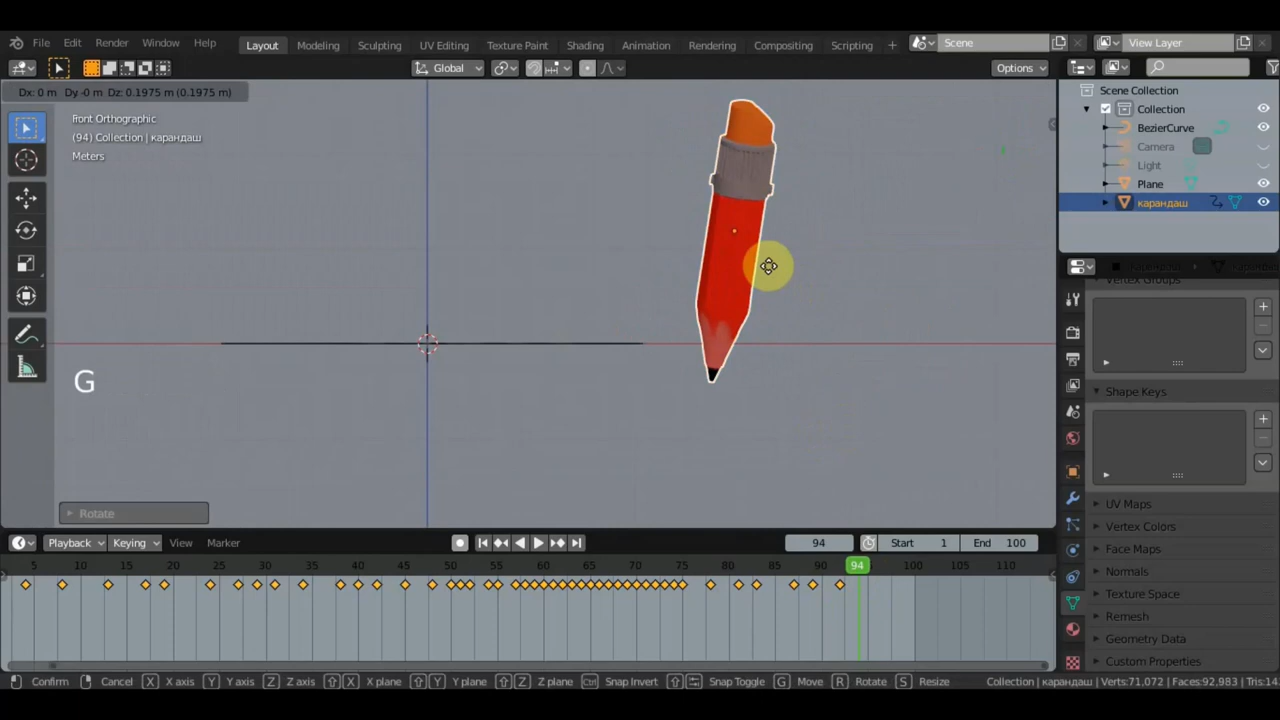 File Edit Render Window Help Layout Modeling Sculpting UV Editing Texture Paint Shading Animation Rendering Compositing Scripting + Scene View Layer
Global Options
Scene Collection
Dx: 0 m Dy -0 m Dz: 0.1975 m (0.1975 m)
Collection
Front Orthographic
BezierCurve
(94) Collection | карандаш
Camera
Meters
Light
Plane
карандаш
Vertex Groups
G
Shape Keys
UV Maps
Rotate
Vertex Colors
Playback Keying View Marker 94 Start 1 End 100
Face Maps
5 10 15 20 25 30 35 40 45 50 55 60 65 70 75 80 85 90 94 100 105 110
Normals
Texture Space
Remesh
Geometry Data
Custom Properties
Confirm Cancel X X axis Y Y axis Z Z axis X X plane Y Y plane Z Z plane Ctrl Snap Invert Snap Toggle G Move R Rotate S Resize Collection | карандаш | Verts:71,072 | Faces:92,983 |